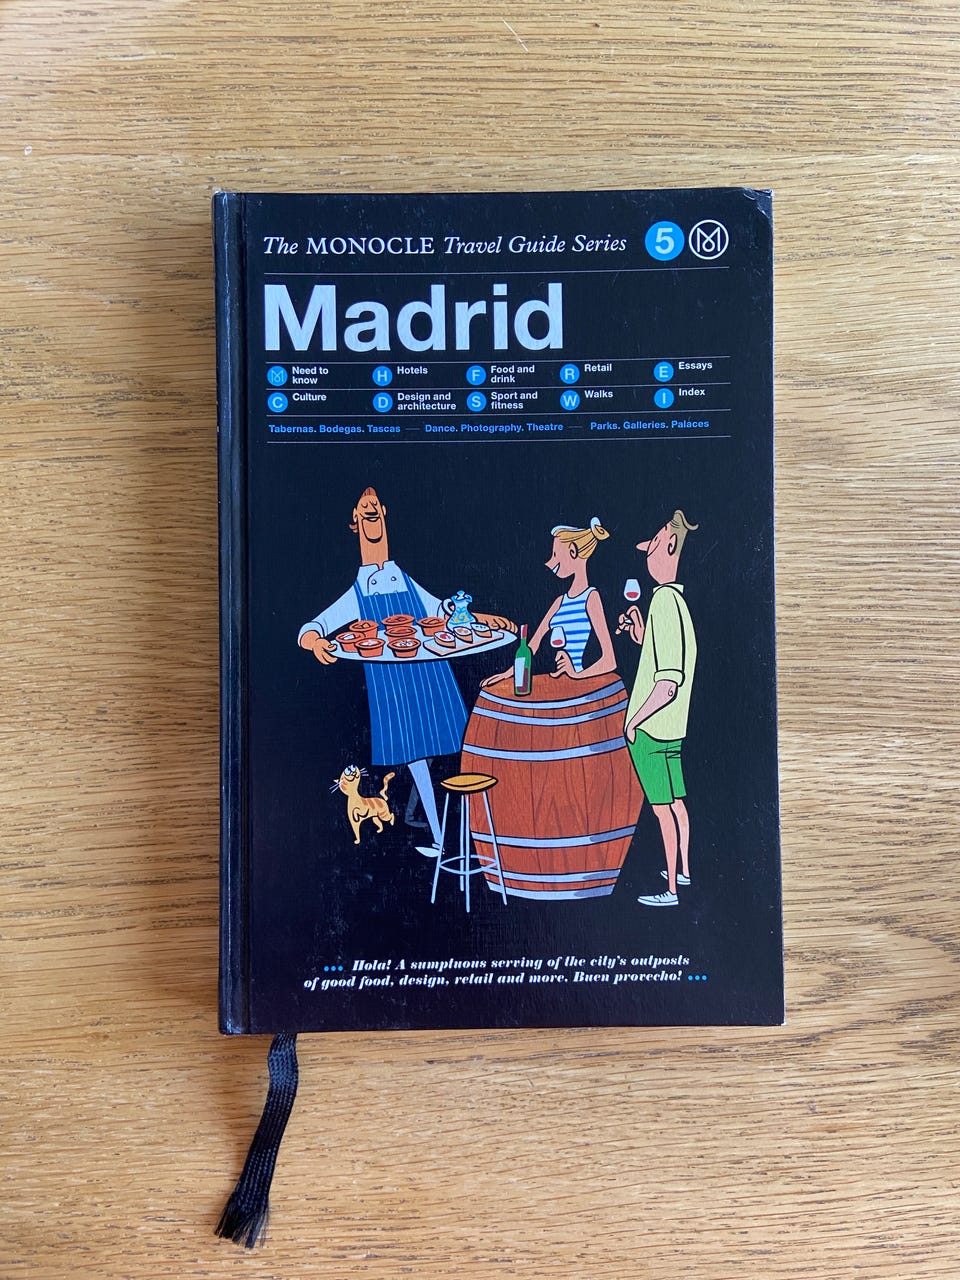 The MONOCLE Travel Guide Series 5 M
Madrid
M Need to know
H Hotels
F Food and drink
R Retail
E Essays
C Culture
D Design and architecture
S Sport and fitness
W Walks
I Index
Tabernas. Bodegas. Tascas — Dance. Photography. Theatre — Parks. Galleries. Palaces
... Hola! A sumptuous serving of the city's outposts
of good food, design, retail and more. Buen provecho! ...